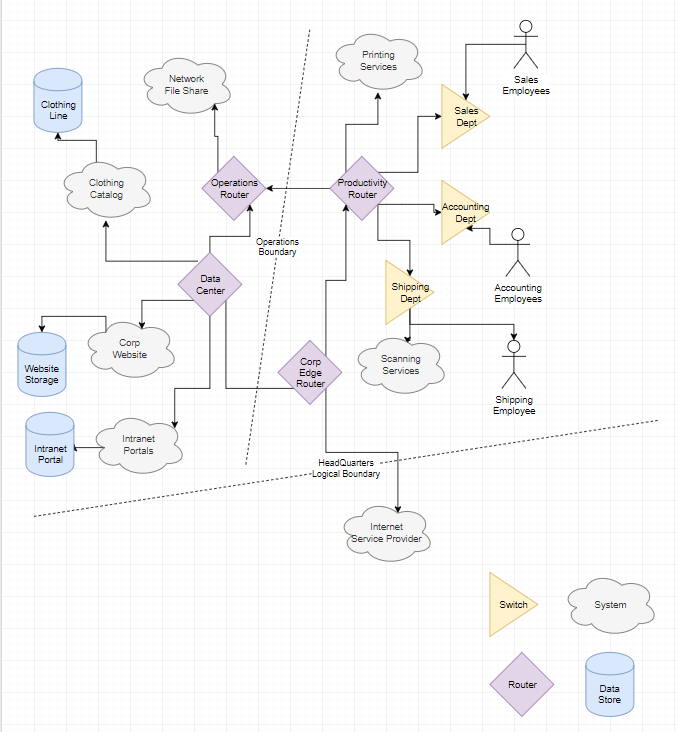 Printing
Services
Network
File Share
Sales
Employees
Clothing
Line
Sales
Dept
Clothing
Catalog
Operations
Router
Productivity
Router
Accounting
Dept
Operations
Boundary
Data
Center
Shipping
Dept
Accounting
Employees
Corp
Website
Website
Storage
Corp
Edge
Router
Scanning
Services
Shipping
Employee
Intranet
Portals
Intranet
Portal
HeadQuarters
Logical Boundary
Internet
Service Provider
Switch
System
Router
Data
Store